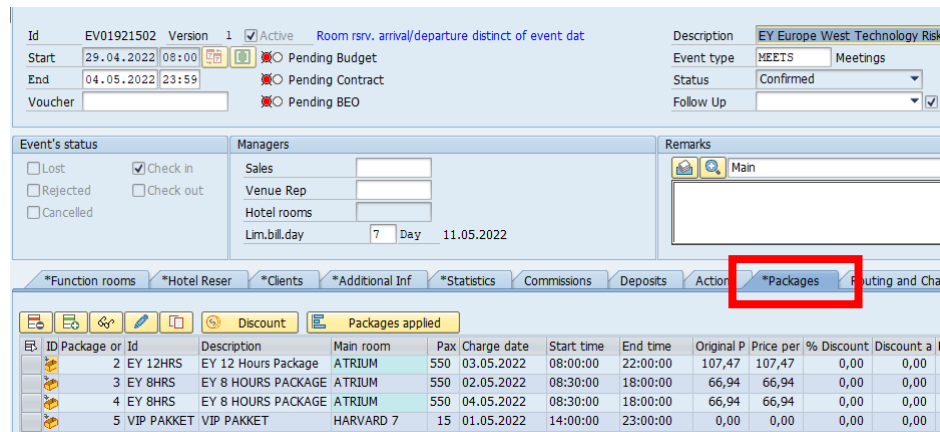 Id EV01921502 Version 1 Active Room rsrv. arrival/departure distinct of event dat Description EY Europe West Technology Risk
Start 29.04.2022 08:00 Pending Budget Event type MEETS Meetings
End 04.05.2022 23:59 Pending Contract Status Confirmed
Voucher Pending BEO Follow Up
Event's status Managers Remarks
Lost Check in Sales Main
Rejected Check out Venue Rep
Cancelled Hotel rooms
Lim.bill.day 7 Day 11.05.2022
*Function rooms *Hotel Reser *Clients *Additional Inf *Statistics Commissions Deposits Action *Packages Routing and Cha
Discount Packages applied
ID Package or Id Description Main room Pax Charge date Start time End time Original P Price per % Discount Discount a
2 EY 12HRS EY 12 Hours Package ATRIUM 550 03.05.2022 08:00:00 22:00:00 107,47 107,47 0,00 0,00
3 EY 8HRS EY 8 HOURS PACKAGE ATRIUM 550 02.05.2022 08:30:00 18:00:00 66,94 66,94 0,00 0,00
4 EY 8HRS EY 8 HOURS PACKAGE ATRIUM 550 04.05.2022 08:30:00 18:00:00 66,94 66,94 0,00 0,00
5 VIP PAKKET VIP PAKKET HARVARD 7 15 01.05.2022 14:00:00 23:00:00 0,00 0,00 0,00 0,00